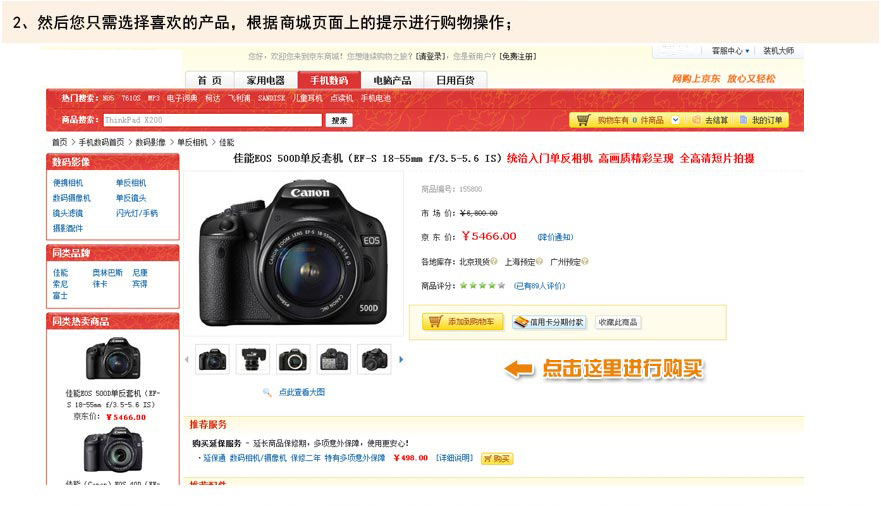 2、然后您只需选择喜欢的产品，根据商城页面上的提示进行购物操作；
客服中心 装机大师
您好，欢迎您来到京东商城！您想继续购物之旅？[请登录]，您是新用户？[免费注册]
首 页 家用电器 手机数码 电脑产品 日用百货
网购上京东 放心又轻松
热门搜索： N85 7610S MP3 电子词典 柯达 飞利浦 SANDISK 儿童耳机 点读机 手机电池
商品搜索： ThinkPad X200 搜索 购物车有 0 件商品 去结算 我的订单
首页 > 手机数码首页 > 数码影像 > 单反相机 > 佳能
数码影像
便携相机 单反相机
数码摄像机 单反镜头
镜头滤镜 闪光灯/手柄
摄影配件
同类品牌
佳能 奥林巴斯 尼康
索尼 徕卡 宾得
富士
同类热卖商品
佳能EOS 500D单反套机（EF-
S 18-55mm f/3.5-5.6 IS）
京东价：￥5466.00
佳能EOS 500D单反套机（EF-S 18-55mm f/3.5-5.6 IS）统治入门单反相机 高画质精彩呈现 全高清短片拍摄
Canon
EOS
500D
商品编号：155800
市 场 价：￥6,800.00
京 东 价：￥5466.00 (降价通知)
各地库存：北京现货 上海预定 广州预定
商品评分： (已有89人评价)
添加到购物车 信用卡分期付款 收藏此商品
点击这里进行购买
点此查看大图
推荐服务
购买延保服务 - 延长商品保修期，多项意外保障，使用更安心！
·延保通 数码相机/摄像机 保修二年 特有多项意外保障 ￥498.00 [详细说明] 购买